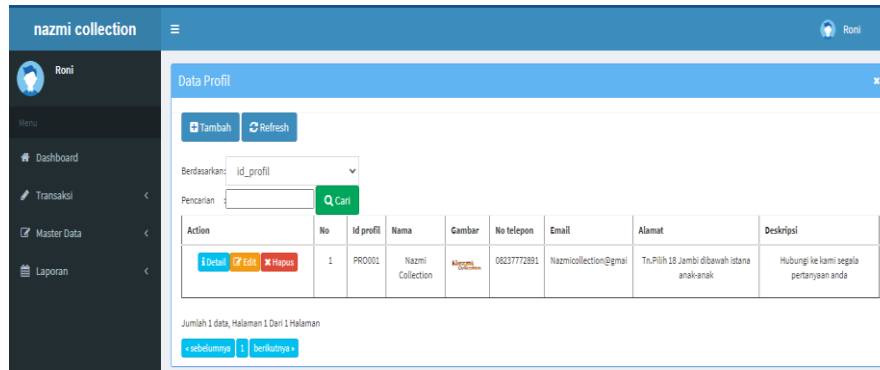 nazmi collection
Roni
Roni
Data Profil
Menu
Tambah Refresh
Dashboard
Berdasarkan: id_profil
Transaksi
Pencarian : Cari
Master Data
Action No Id profil Nama Gambar No telepon Email Alamat Deskripsi
Detail Edit Hapus 1 PRO001 Nazmi Collection 08237772891 Nazmicollection@gmai Tn.Pilih 18 Jambi dibawah istana anak-anak Hubungi ke kami segala pertanyaan anda
Laporan
Jumlah 1 data, Halaman 1 Dari 1 Halaman
« sebelumnya 1 berikutnya »